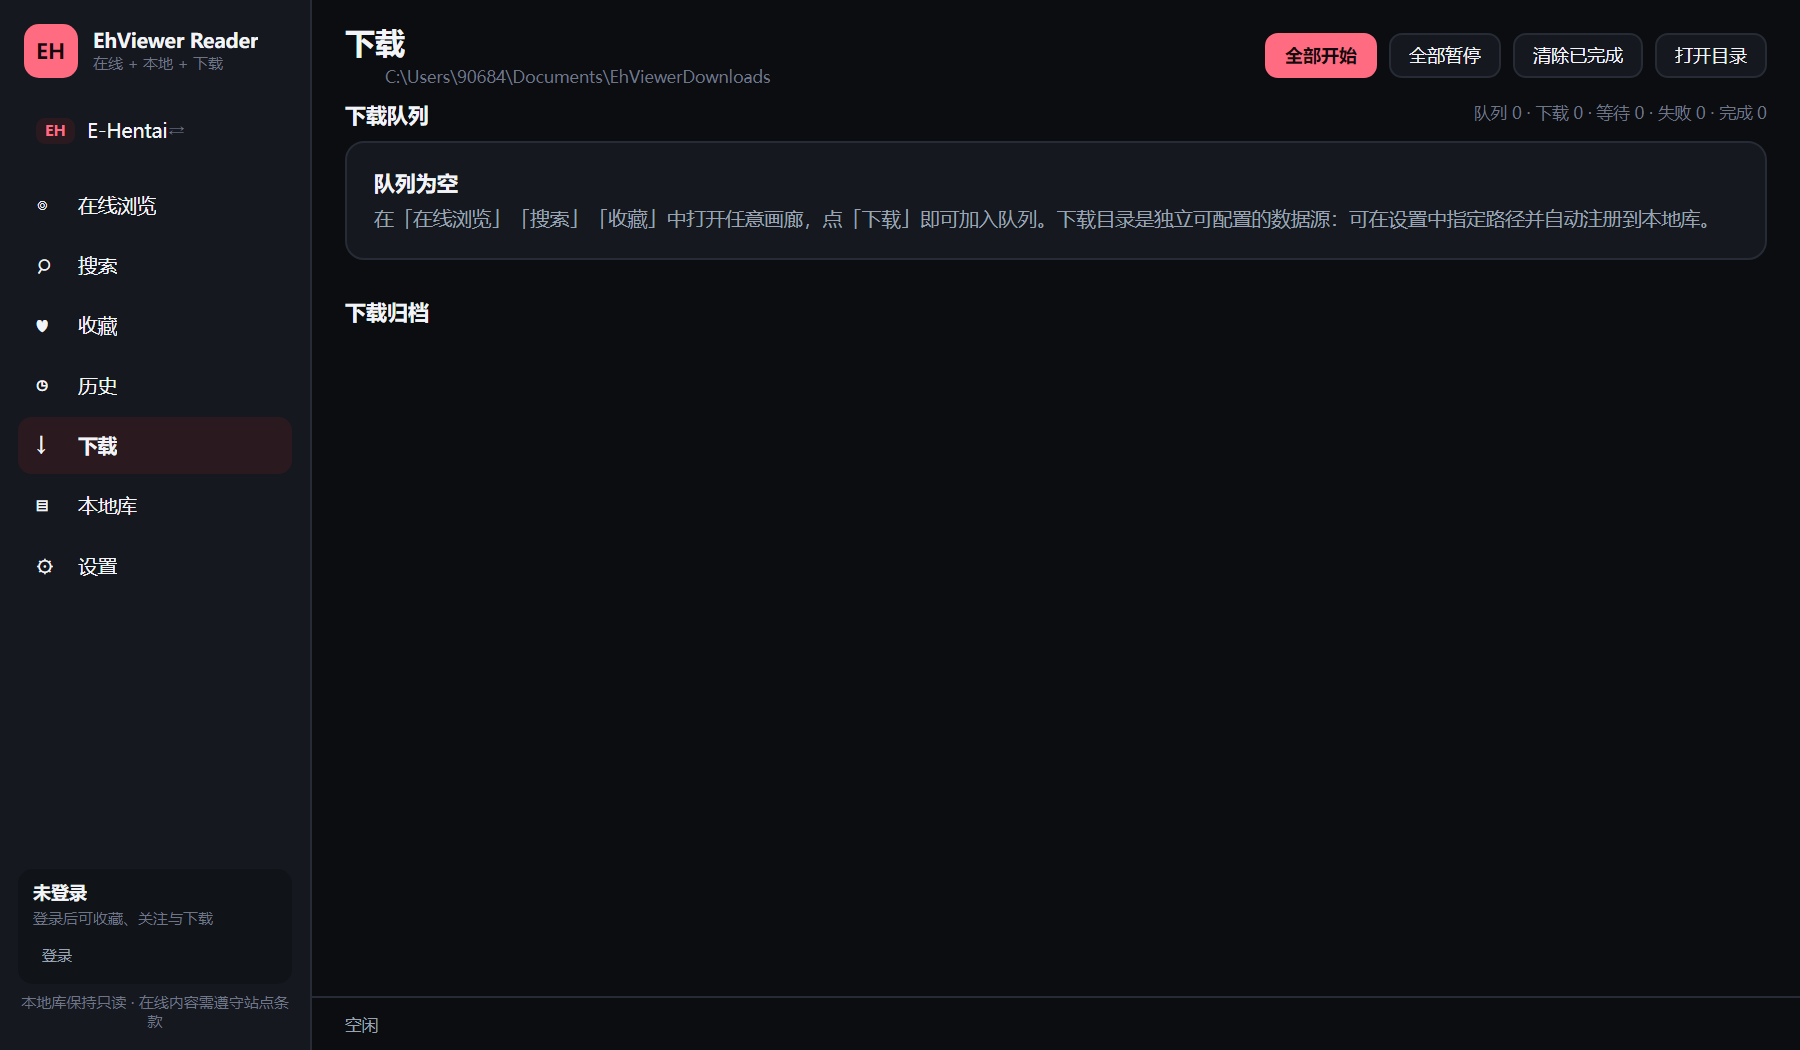 EH
EhViewer Reader
在线 + 本地 + 下载
EH E-Hentai⇄
在线浏览
搜索
收藏
历史
下载
本地库
设置
未登录
登录后可收藏、关注与下载
登录
本地库保持只读 · 在线内容需遵守站点条
款
下载
C:\Users\90684\Documents\EhViewerDownloads
全部开始 全部暂停 清除已完成 打开目录
下载队列
队列 0 · 下载 0 · 等待 0 · 失败 0 · 完成 0
队列为空
在「在线浏览」「搜索」「收藏」中打开任意画廊，点「下载」即可加入队列。下载目录是独立可配置的数据源：可在设置中指定路径并自动注册到本地库。
下载归档
空闲